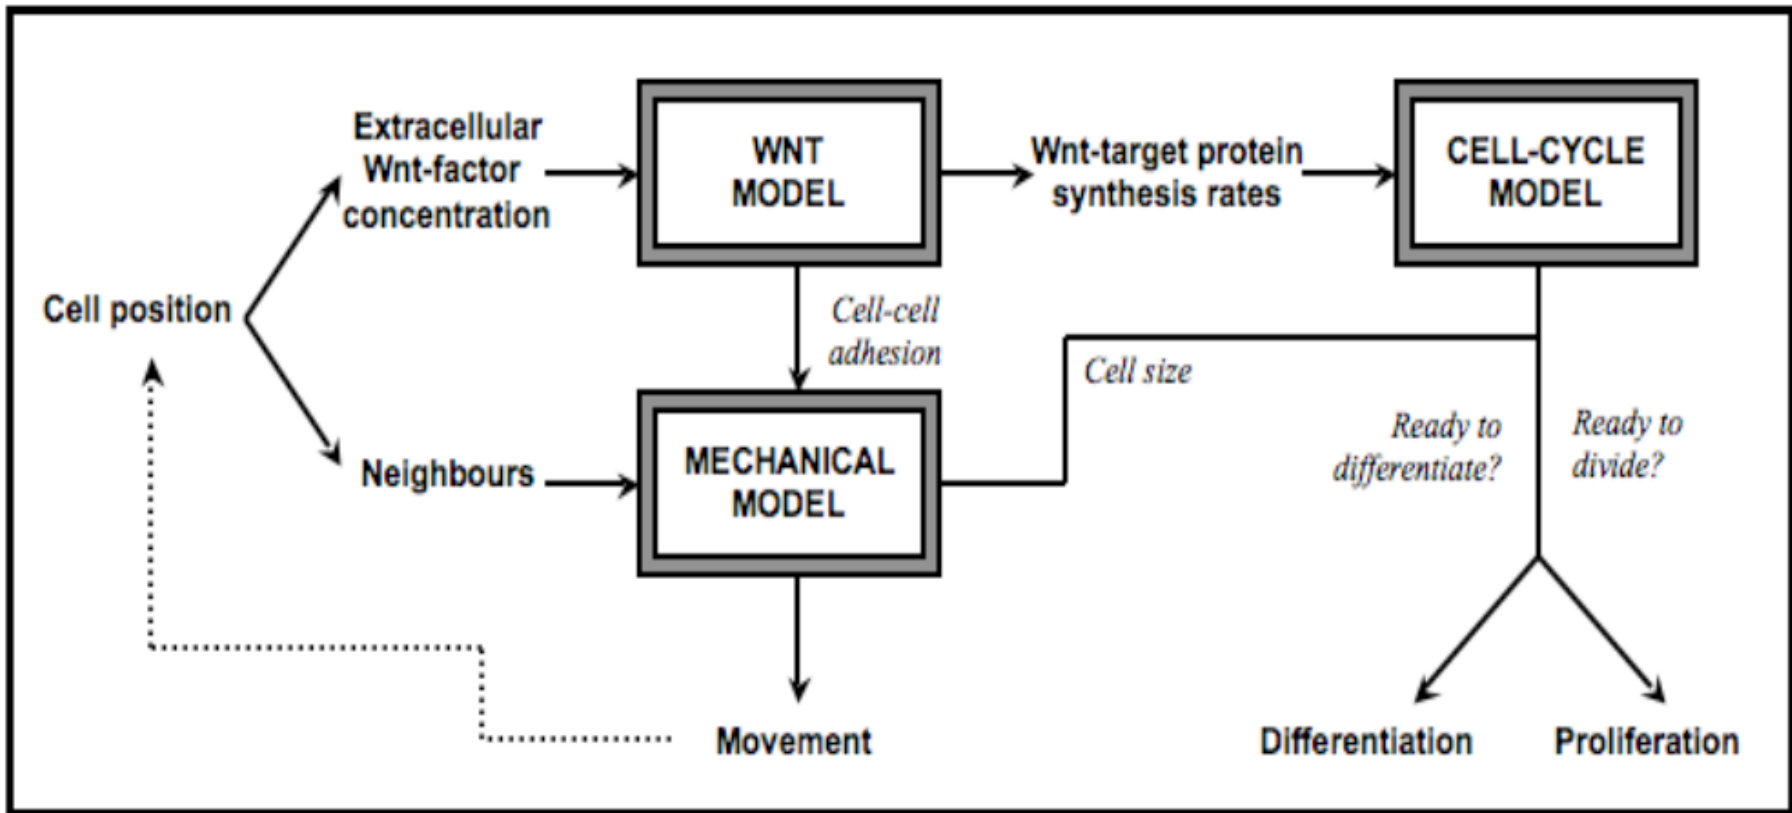 Extracellular
Wnt-factor
concentration
WNT
MODEL
Wnt-target protein
synthesis rates
CELL-CYCLE
MODEL
Cell position
Cell-cell
adhesion
Cell size
Neighbours
MECHANICAL
MODEL
Ready to
differentiate?
Ready to
divide?
Movement
Differentiation
Proliferation